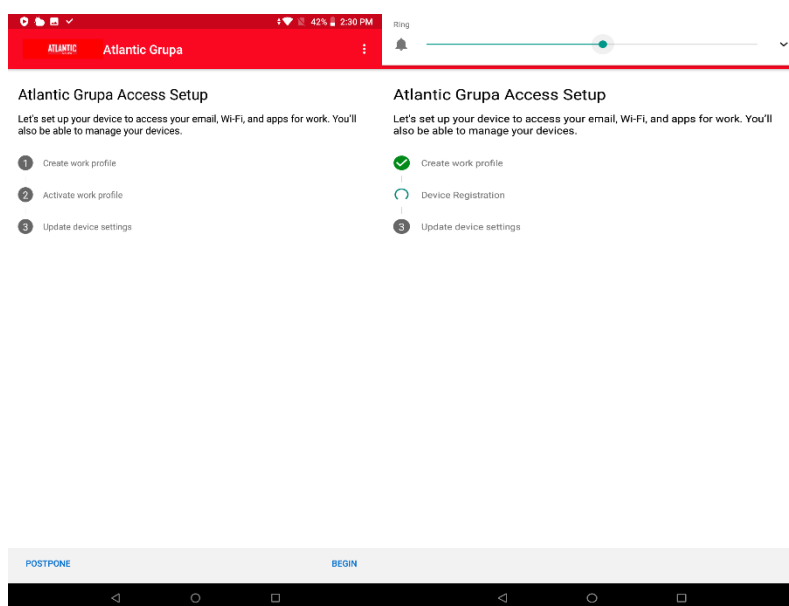 42% 2:30 PM
ATLANTIC
Atlantic Grupa
Atlantic Grupa Access Setup
Let's set up your device to access your email, Wi-Fi, and apps for work. You'll
also be able to manage your devices.
1 Create work profile
2 Activate work profile
3 Update device settings
POSTPONE
BEGIN
Ring
Atlantic Grupa Access Setup
Let's set up your device to access your email, Wi-Fi, and apps for work. You'll
also be able to manage your devices.
Create work profile
Device Registration
3 Update device settings